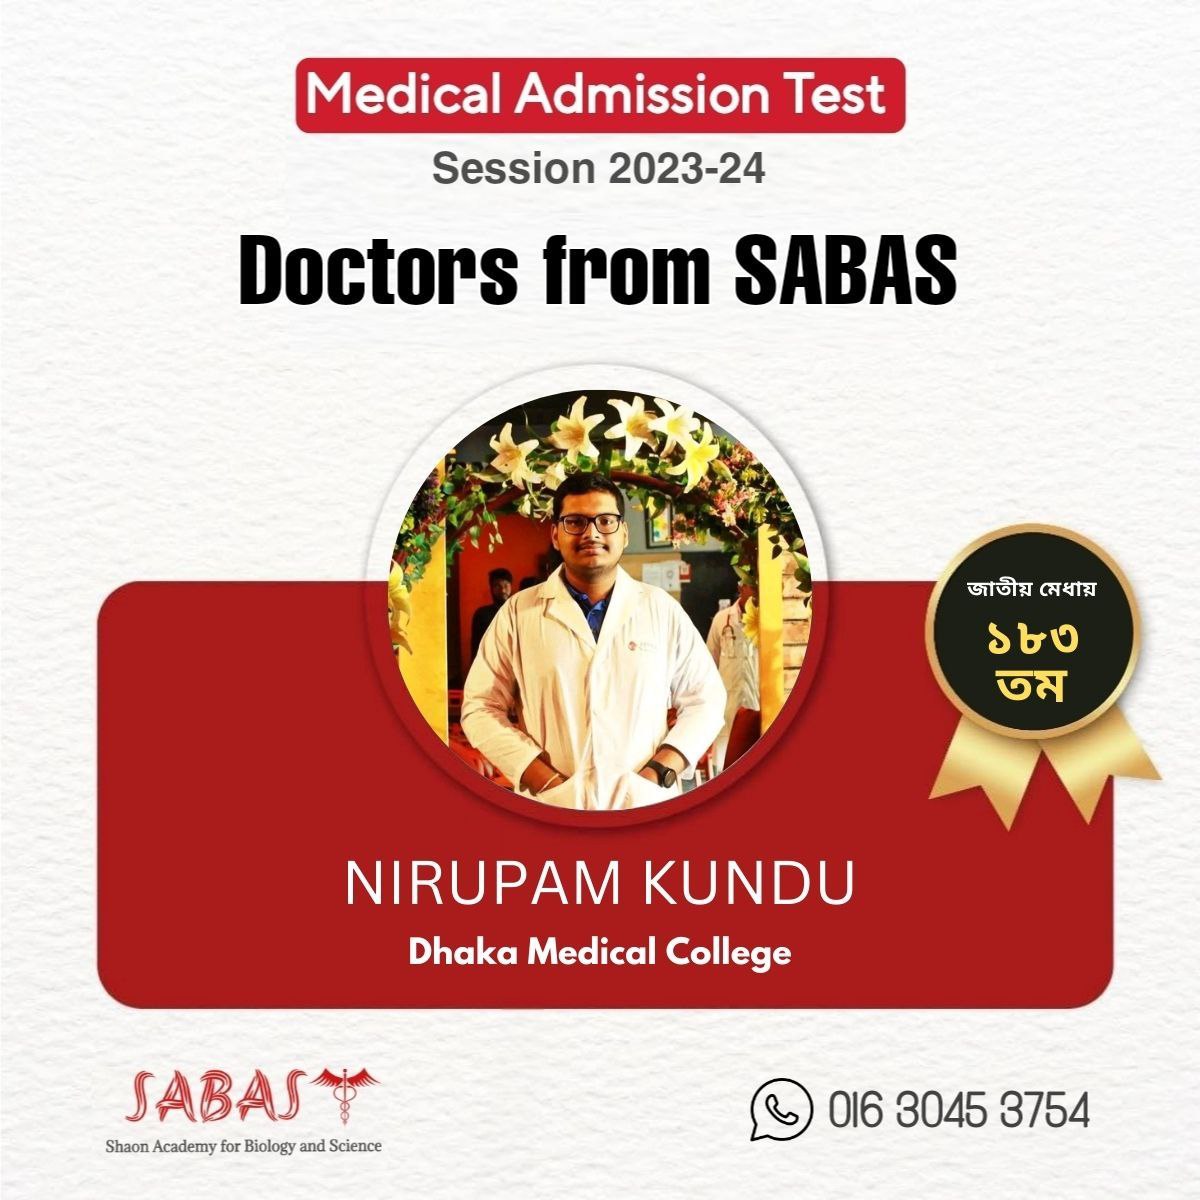 Medical Admission Test
Session 2023-24
Doctors from SABAS
জাতীয় মেধায়
১৮৩
তম
NIRUPAM KUNDU
Dhaka Medical College
SABAS
Shaon Academy for Biology and Science
016 3045 3754